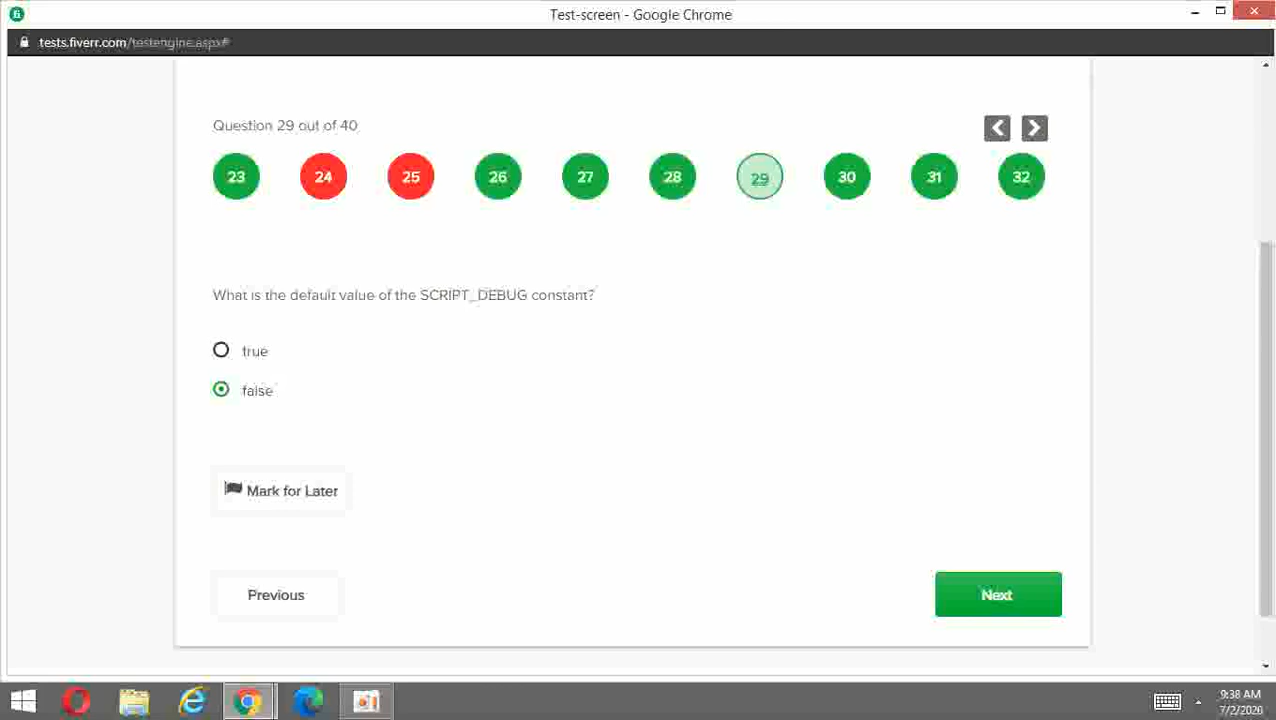 Test-screen - Google Chrome
tests.fiverr.com/testengine.aspx#
Question 29 out of 40
23 24 25 26 27 28 29 30 31 32
What is the default value of the SCRIPT_DEBUG constant?
true
false
Mark for Later
Previous
Next
9:38 AM
7/2/2020